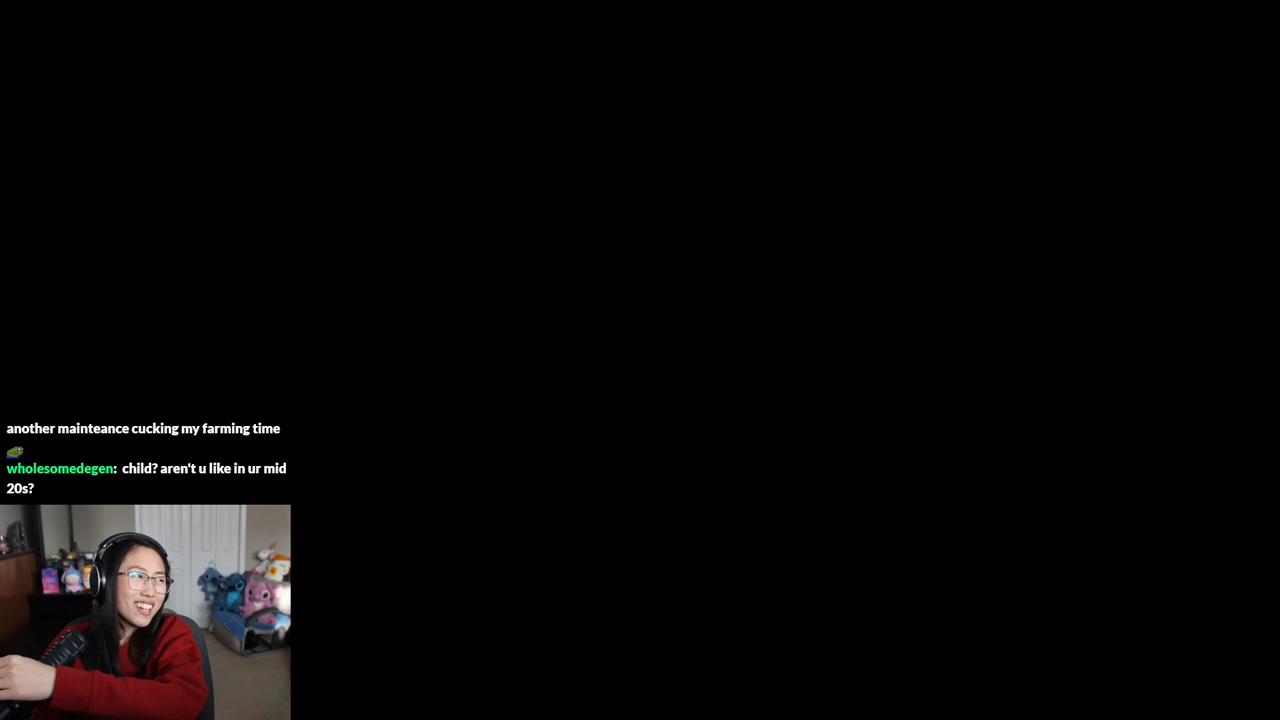 another mainteance cucking my farming time
wholesomedegen: child? aren't u like in ur mid
20s?